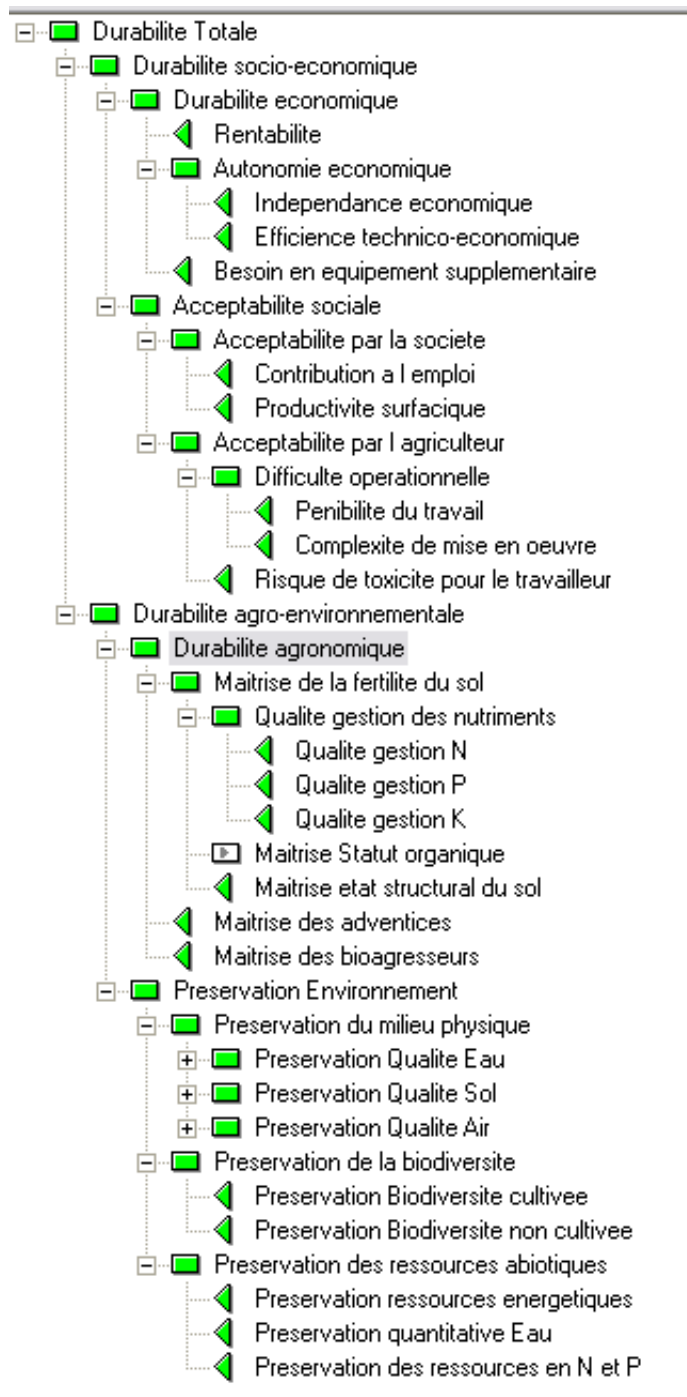 Durabilite Totale
Durabilite socio-economique
Durabilite economique
Rentabilite
Autonomie economique
Independance economique
Efficience technico-economique
Besoin en equipement supplementaire
Acceptabilite sociale
Acceptabilite par la societe
Contribution a l emploi
Productivite surfacique
Acceptabilite par l agriculteur
Difficulte operationnelle
Penibilite du travail
Complexite de mise en oeuvre
Risque de toxicite pour le travailleur
Durabilite agro-environnementale
Durabilite agronomique
Maitrise de la fertilite du sol
Qualite gestion des nutriments
Qualite gestion N
Qualite gestion P
Qualite gestion K
Maitrise Statut organique
Maitrise etat structural du sol
Maitrise des adventices
Maitrise des bioagresseurs
Preservation Environnement
Preservation du milieu physique
Preservation Qualite Eau
Preservation Qualite Sol
Preservation Qualite Air
Preservation de la biodiversite
Preservation Biodiversite cultivee
Preservation Biodiversite non cultivee
Preservation des ressources abiotiques
Preservation ressources energetiques
Preservation quantitative Eau
Preservation des ressources en N et P